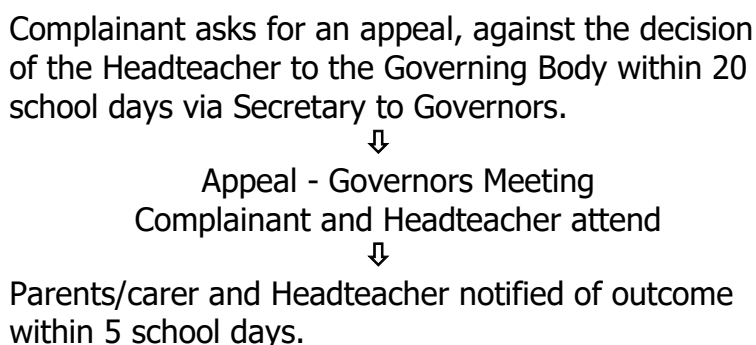 Complainant asks for an appeal, against the decision
of the Headteacher to the Governing Body within 20
school days via Secretary to Governors.
⇩
Appeal - Governors Meeting
Complainant and Headteacher attend
⇩
Parents/carer and Headteacher notified of outcome
within 5 school days.